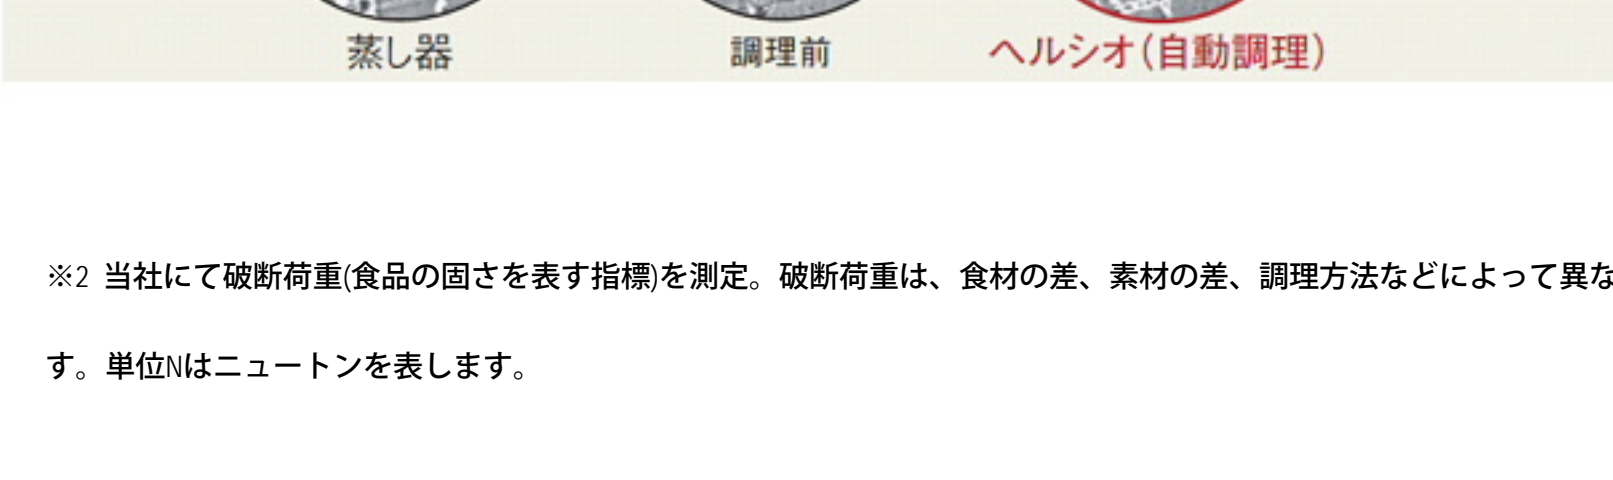 蒸し器
調理前
ヘルシオ(自動調理)
※2 当社にて破断荷重(食品の固さを表す指標)を測定。破断荷重は、食材の差、素材の差、調理方法などによって異な
す。単位Nはニュートンを表します。